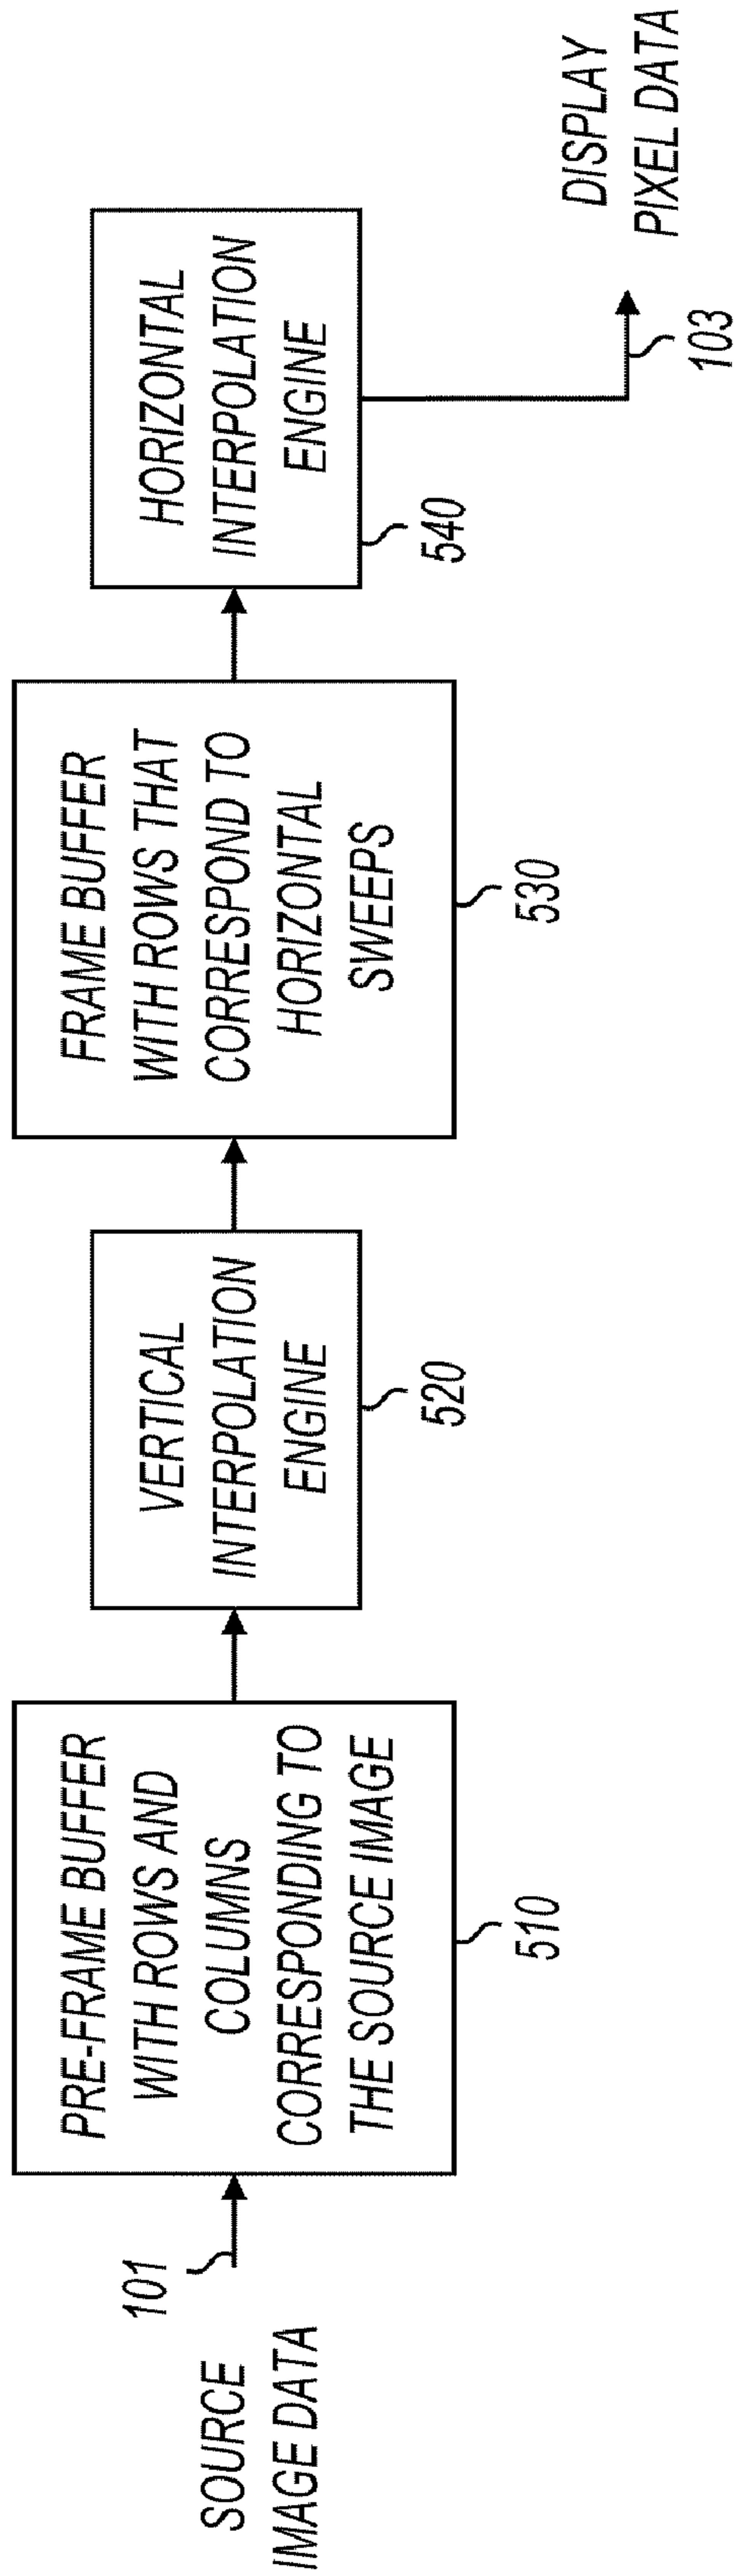 SOURCE
IMAGE DATA
101
PRE-FRAME BUFFER
WITH ROWS AND
COLUMNS
CORRESPONDING TO
THE SOURCE IMAGE
510
VERTICAL
INTERPOLATION
ENGINE
520
FRAME BUFFER
WITH ROWS THAT
CORRESPOND TO
HORIZONTAL
SWEEPS
530
HORIZONTAL
INTERPOLATION
ENGINE
540
103
DISPLAY
PIXEL DATA